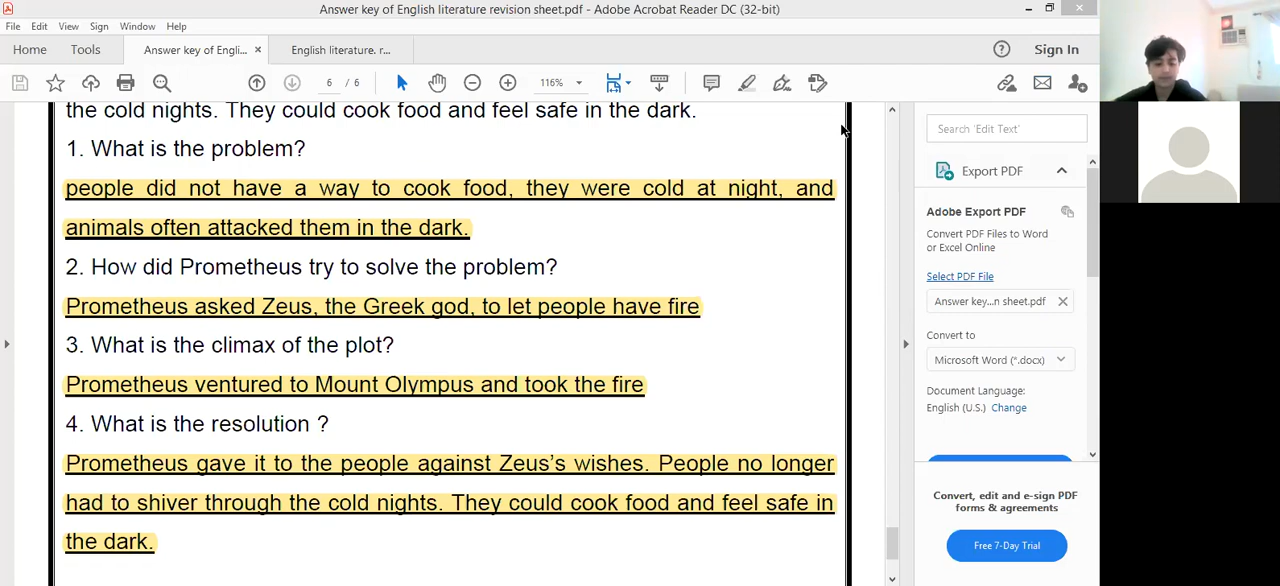 Answer key of English literature revision sheet.pdf - Adobe Acrobat Reader DC (32-bit)
File Edit View Sign Window Help
Home Tools Answer key of Engli... × English literature. r... Sign In
6 / 6 116%
the cold nights. They could cook food and feel safe in the dark.
1. What is the problem?
people did not have a way to cook food, they were cold at night, and
animals often attacked them in the dark.
2. How did Prometheus try to solve the problem?
Prometheus asked Zeus, the Greek god, to let people have fire
3. What is the climax of the plot?
Prometheus ventured to Mount Olympus and took the fire
4. What is the resolution ?
Prometheus gave it to the people against Zeus’s wishes. People no longer
had to shiver through the cold nights. They could cook food and feel safe in
the dark.
Search 'Edit Text'
Export PDF
Adobe Export PDF
Convert PDF Files to Word
or Excel Online
Select PDF File
Answer key...n sheet.pdf
Convert to
Microsoft Word (*.docx)
Document Language:
English (U.S.) Change
Convert, edit and e-sign PDF
forms & agreements
Free 7-Day Trial